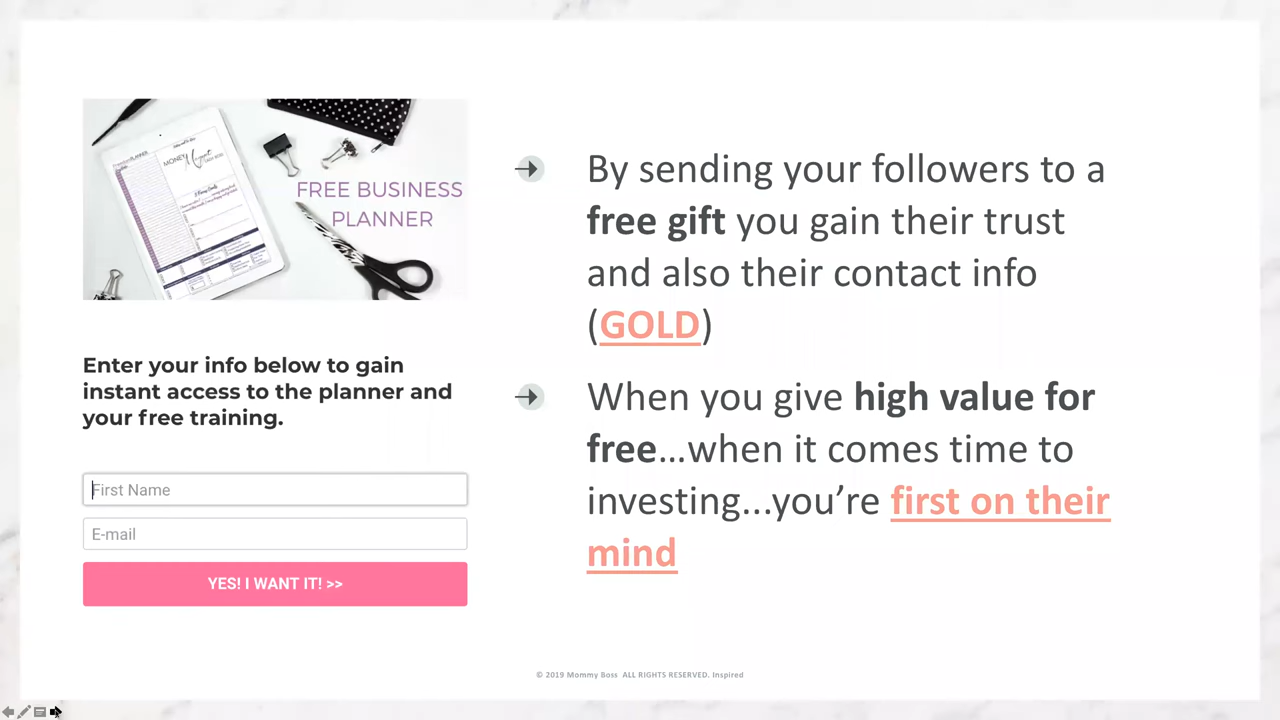 MONEY
FREE BUSINESS
PLANNER
Enter your info below to gain
instant access to the planner and
your free training.
First Name
E-mail
YES! I WANT IT! >>
By sending your followers to a
free gift you gain their trust
and also their contact info
(GOLD)
When you give high value for
free...when it comes time to
investing...you’re first on their
mind
© 2019 Mommy Boss ALL RIGHTS RESERVED. Inspired